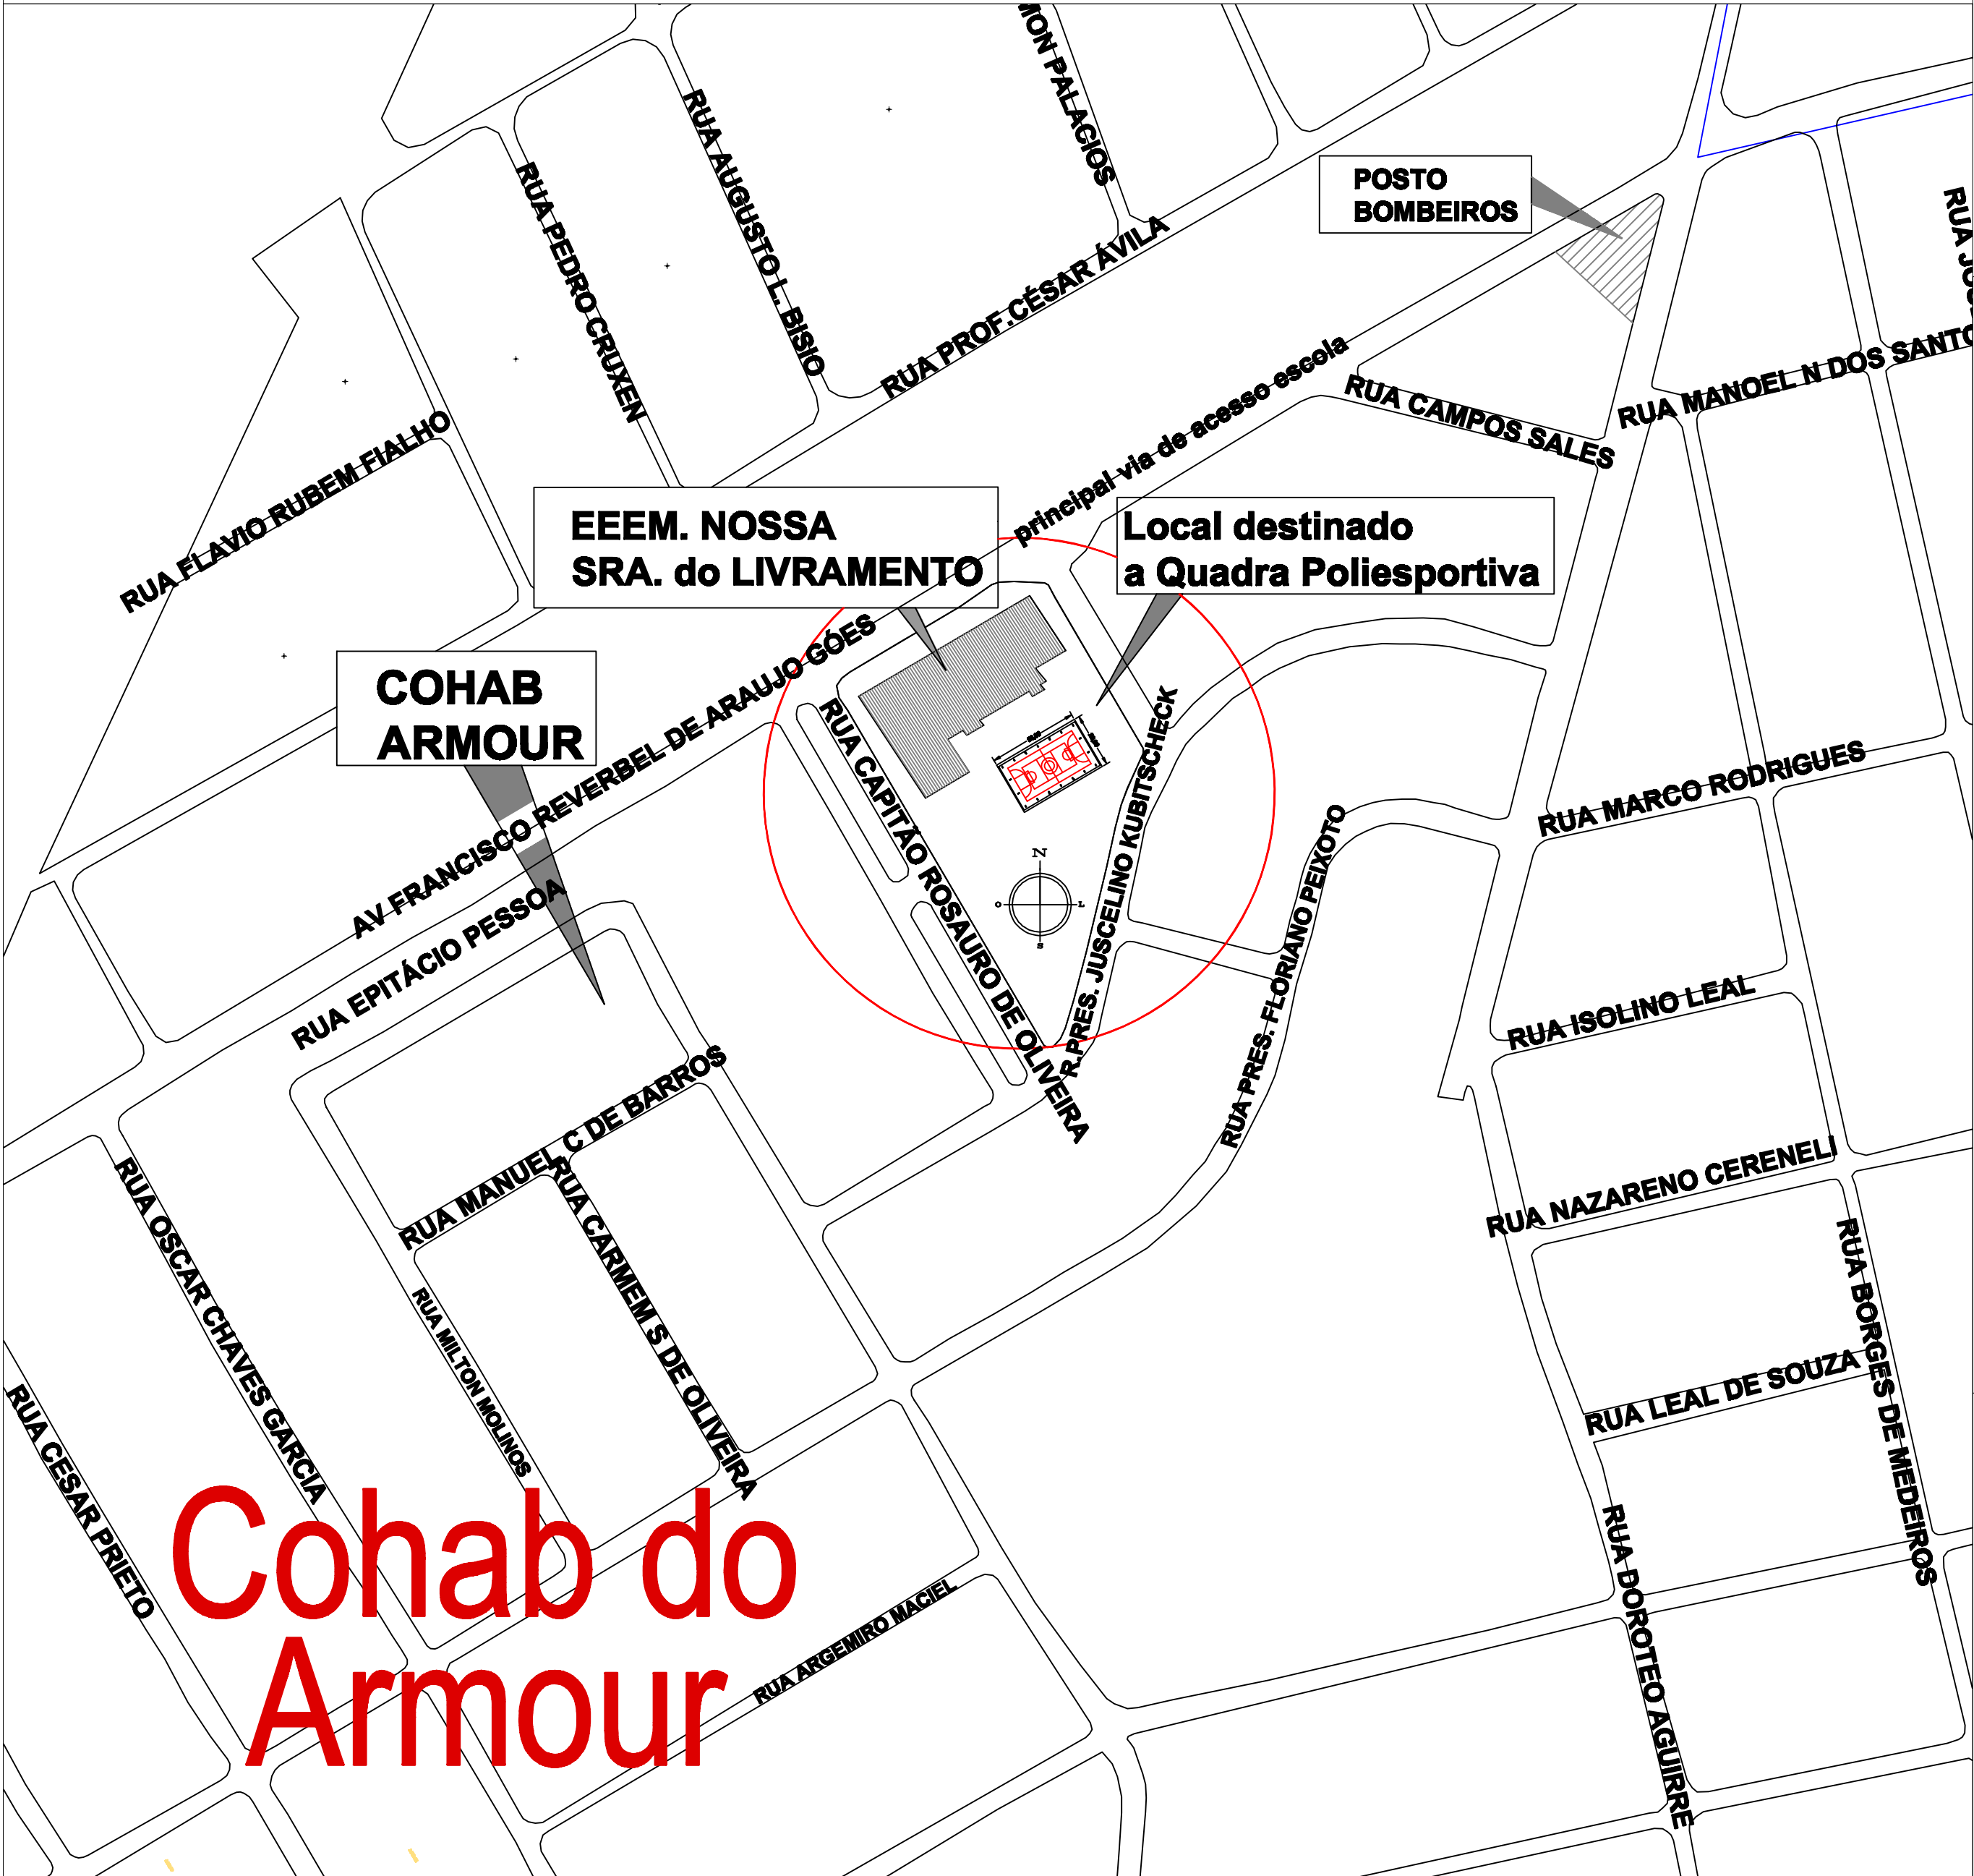 MON PALACIOS
RUA AUGUSTO L. BISIO
RUA PEDRO CRUXEN
RUA PROF.CÉSAR ÁVILA
POSTO
BOMBEIROS
RUA MANOEL N DOS SANTO
RUA CAMPOS SALES
principal via de acesso escola
RUA FLAVIO RUBEM FIALHO
EEEM. NOSSA
SRA. do LIVRAMENTO
Local destinado
a Quadra Poliesportiva
COHAB
ARMOUR
AV FRANCISCO REVERBEL DE ARAUJO GÓES
RUA EPITÁCIO PESSOA
RUA CAPITÃO ROSAURO DE OLIVEIRA
R.PRES. JUSCELINO KUBITSCHECK
RUA PRES. FLORIANO PEIXOTO
N
O
L
S
RUA MARCO RODRIGUES
RUA ISOLINO LEAL
RUA NAZARENO CERENELI
RUA BORGES DE MEDEIROS
RUA LEAL DE SOUZA
RUA DOROTEO AGUIRRE
RUA MANUEL C DE BARROS
RUA CARMEM S DE OLIVEIRA
RUA MILTON MOLINOS
RUA OSCAR CHAVES GARCIA
RUA CESAR PRIETO
RUA ARGEMIRO MACIEL
Cohab do
Armour